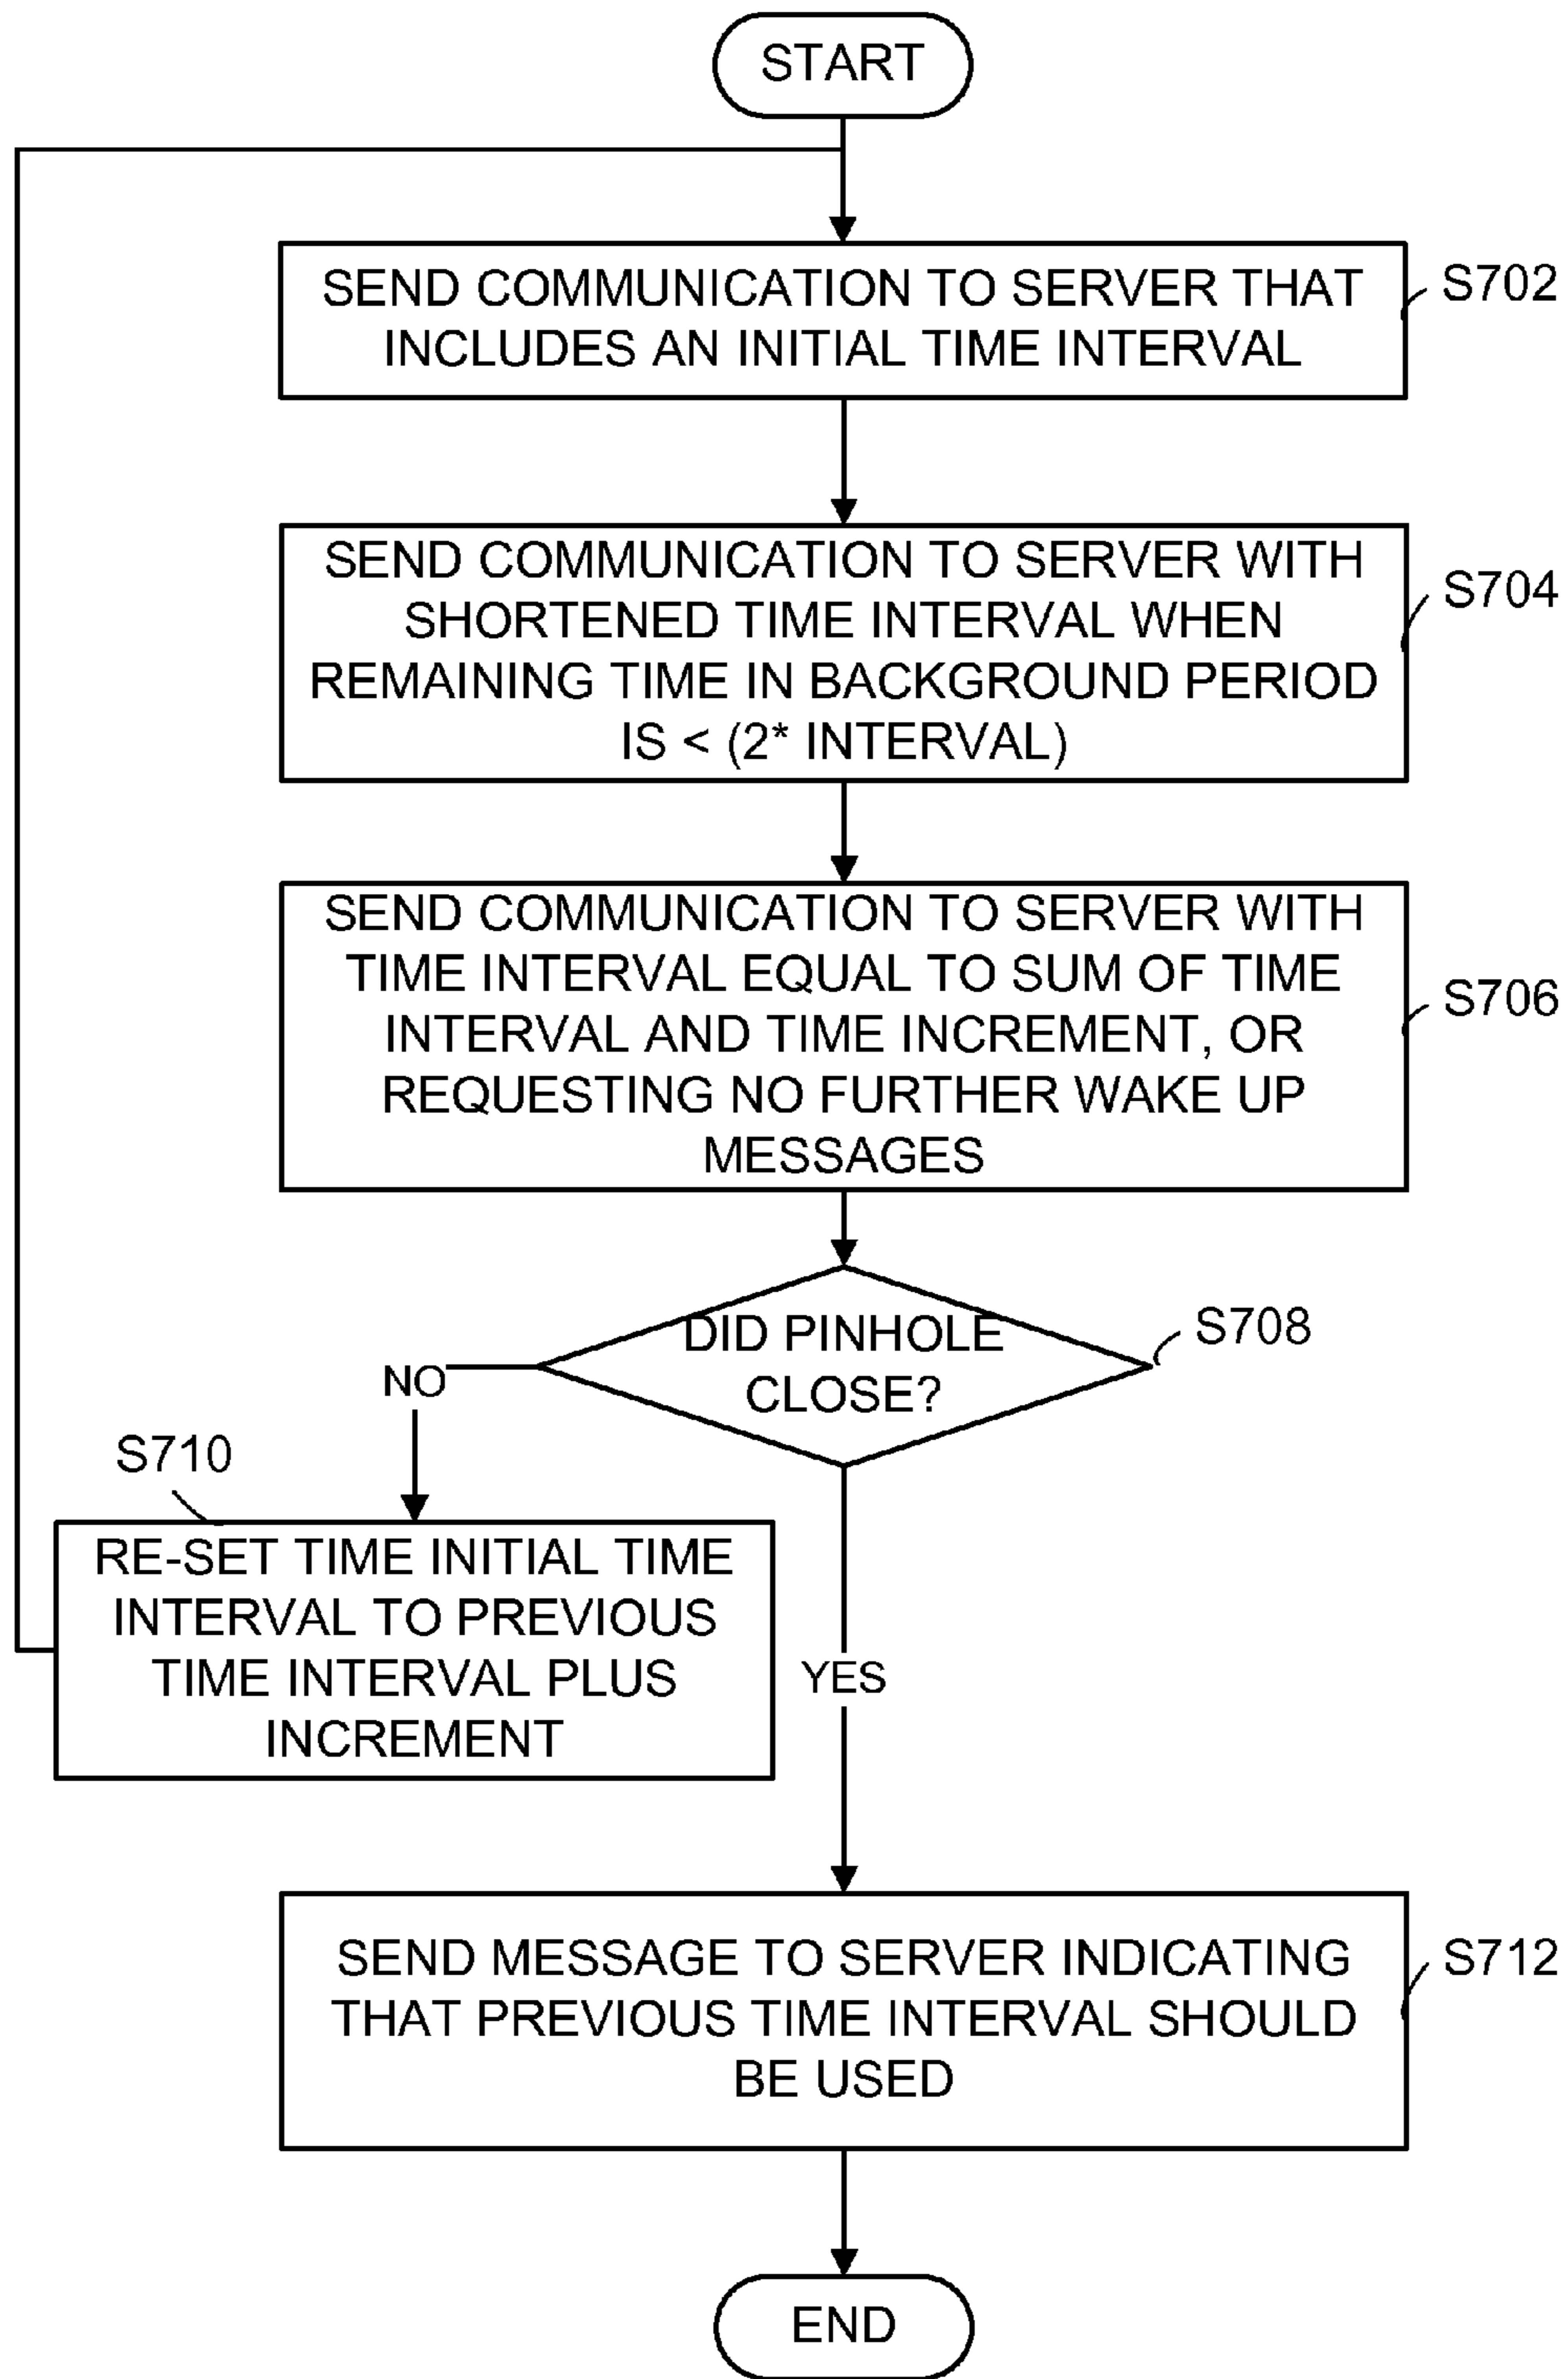 START
SEND COMMUNICATION TO SERVER THAT
INCLUDES AN INITIAL TIME INTERVAL
S702
SEND COMMUNICATION TO SERVER WITH
SHORTENED TIME INTERVAL WHEN
REMAINING TIME IN BACKGROUND PERIOD
IS < (2* INTERVAL)
S704
SEND COMMUNICATION TO SERVER WITH
TIME INTERVAL EQUAL TO SUM OF TIME
INTERVAL AND TIME INCREMENT, OR
REQUESTING NO FURTHER WAKE UP
MESSAGES
S706
DID PINHOLE
CLOSE?
S708
NO
S710
RE-SET TIME INITIAL TIME
INTERVAL TO PREVIOUS
TIME INTERVAL PLUS
INCREMENT
YES
SEND MESSAGE TO SERVER INDICATING
THAT PREVIOUS TIME INTERVAL SHOULD
BE USED
S712
END